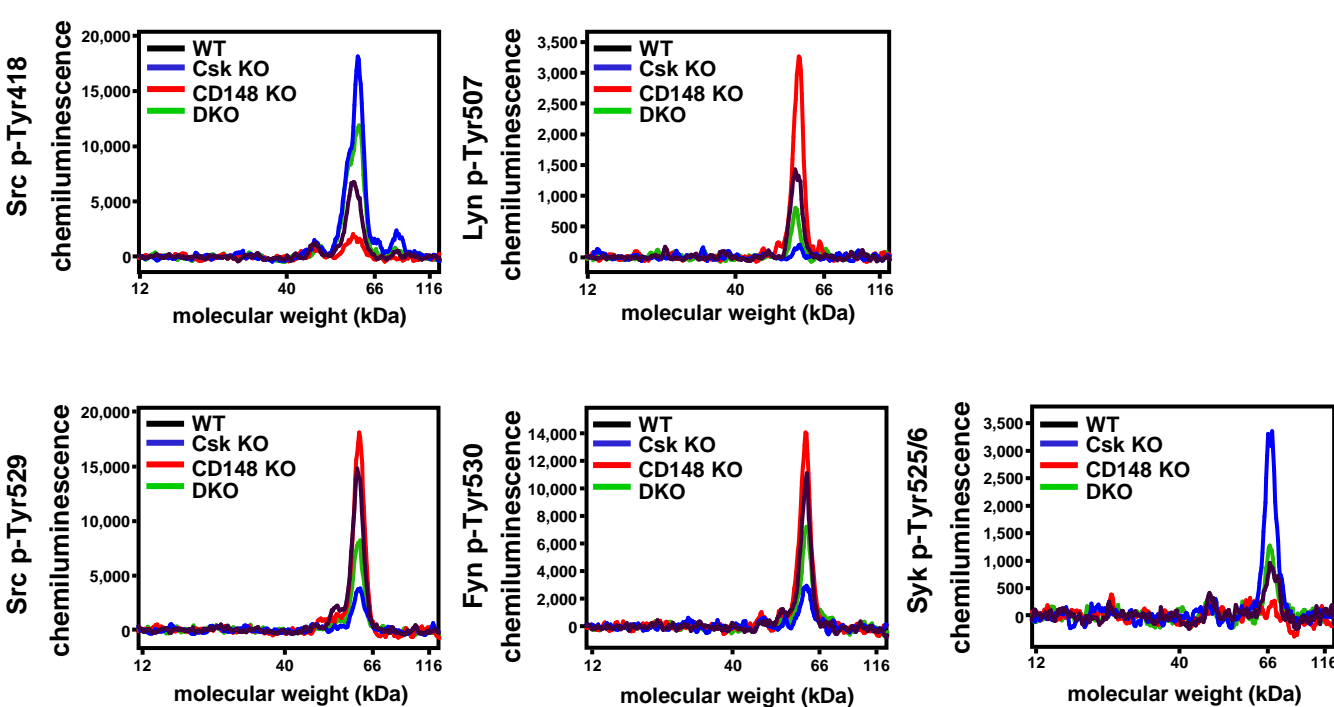 Src p-Tyr418
chemiluminescence
20,000
15,000
10,000
5,000
0
WT
Csk KO
CD148 KO
DKO
12
40
66
116
molecular weight (kDa)
Lyn p-Tyr507
chemiluminescence
3,500
3,000
2,500
2,000
1,500
1,000
500
0
WT
Csk KO
CD148 KO
DKO
12
40
66
116
molecular weight (kDa)
Src p-Tyr529
chemiluminescence
20,000
15,000
10,000
5,000
0
WT
Csk KO
CD148 KO
DKO
12
40
66
116
molecular weight (kDa)
Fyn p-Tyr530
chemiluminescence
14,000
12,000
10,000
8,000
6,000
4,000
2,000
0
WT
Csk KO
CD148 KO
DKO
12
40
66
116
molecular weight (kDa)
Syk p-Tyr525/6
chemiluminescence
3,500
3,000
2,500
2,000
1,500
1,000
500
0
WT
Csk KO
CD148 KO
DKO
12
40
66
116
molecular weight (kDa)